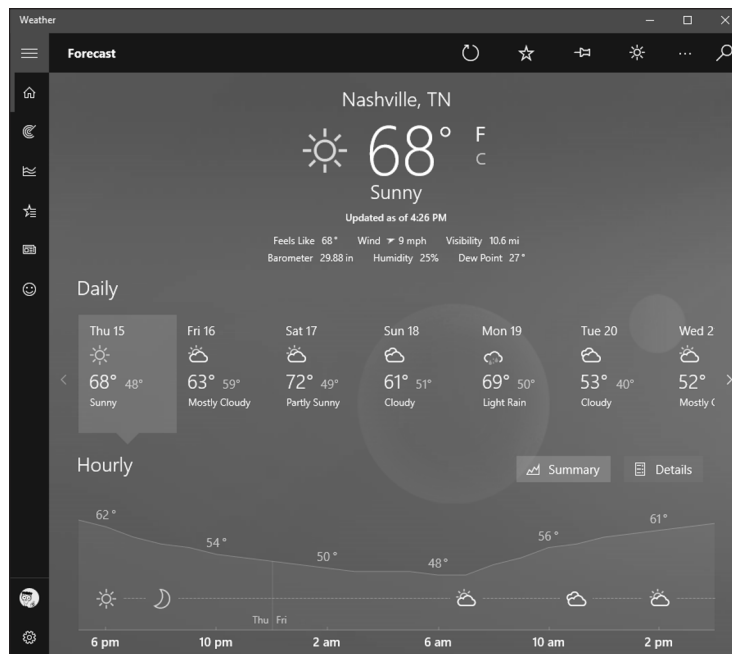 Weather
Forecast
Nashville, TN
68° F
C
Sunny
Updated as of 4:26 PM
Feels Like 68° Wind 9 mph Visibility 10.6 mi
Barometer 29.88 in Humidity 25% Dew Point 27°
Daily
Thu 15 Fri 16 Sat 17 Sun 18 Mon 19 Tue 20 Wed 2
68° 48° 63° 59° 72° 49° 61° 51° 69° 50° 53° 40° 52°
Sunny Mostly Cloudy Partly Sunny Cloudy Light Rain Cloudy Mostly C
Hourly
Summary Details
62° 54° 50° 48° 56° 61°
Thu Fri
6 pm 10 pm 2 am 6 am 10 am 2 pm